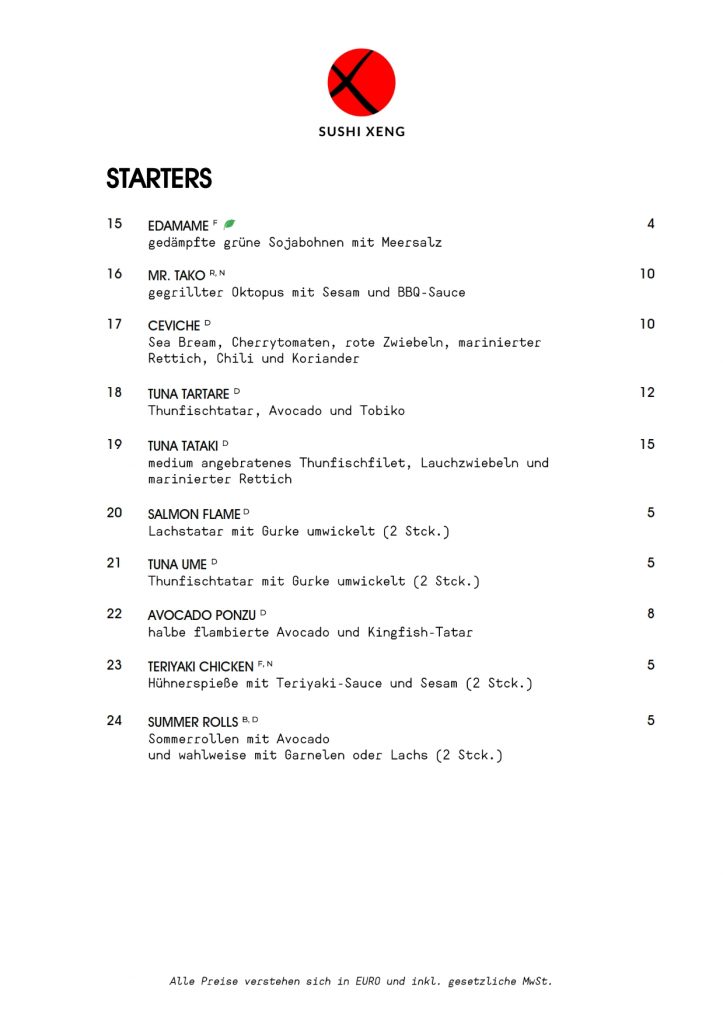 SUSHI XENG
STARTERS
15 EDAMAME F 4
gedämpfte grüne Sojabohnen mit Meersalz
16 MR. TAKO R, N 10
gegrillter Oktopus mit Sesam und BBQ-Sauce
17 CEVICHE D 10
Sea Bream, Cherrytomaten, rote Zwiebeln, marinierter
Rettich, Chili und Koriander
18 TUNA TARTARE D 12
Thunfischtatar, Avocado und Tobiko
19 TUNA TATAKI D 15
medium angebratenes Thunfischfilet, Lauchzwiebeln und
marinierter Rettich
20 SALMON FLAME D 5
Lachstatar mit Gurke umwickelt (2 Stck.)
21 TUNA UME D 5
Thunfischtatar mit Gurke umwickelt (2 Stck.)
22 AVOCADO PONZU D 8
halbe flambierte Avocado und Kingfish-Tatar
23 TERIYAKI CHICKEN F, N 5
Hühnerspieße mit Teriyaki-Sauce und Sesam (2 Stck.)
24 SUMMER ROLLS B, D 5
Sommerrollen mit Avocado
und wahlweise mit Garnelen oder Lachs (2 Stck.)
Alle Preise verstehen sich in EURO und inkl. gesetzliche MwSt.